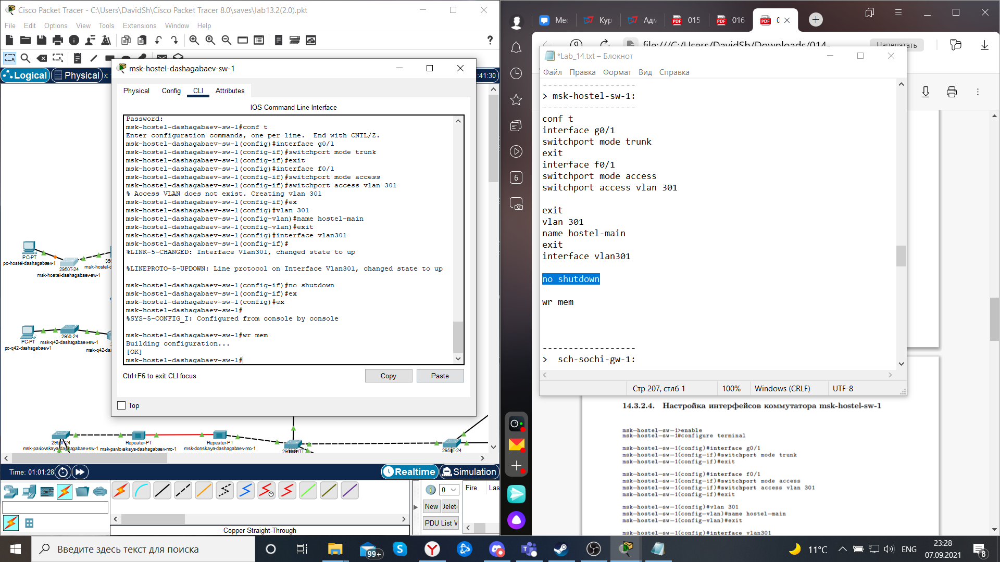 Cisco Packet Tracer - C:\Users\DavidSh\Cisco Packet Tracer 8.0\saves\lab13.2(2.0).pkt
File Edit Options View Tools Extensions Window Help
Logical Physical x: :41:30
msk-hostel-dashagabaev-sw-1
Physical Config CLI Attributes
IOS Command Line Interface
Password:
msk-hostel-dashagabaev-sw-1#conf t
Enter configuration commands, one per line.  End with CNTL/Z.
msk-hostel-dashagabaev-sw-1(config)#interface g0/1
msk-hostel-dashagabaev-sw-1(config-if)#switchport mode trunk
msk-hostel-dashagabaev-sw-1(config-if)#exit
msk-hostel-dashagabaev-sw-1(config)#interface f0/1
msk-hostel-dashagabaev-sw-1(config-if)#switchport mode access
msk-hostel-dashagabaev-sw-1(config-if)#switchport access vlan 301
% Access VLAN does not exist. Creating vlan 301
msk-hostel-dashagabaev-sw-1(config-if)#ex
msk-hostel-dashagabaev-sw-1(config)#vlan 301
msk-hostel-dashagabaev-sw-1(config-vlan)#name hostel-main
msk-hostel-dashagabaev-sw-1(config-vlan)#exit
msk-hostel-dashagabaev-sw-1(config)#interface vlan301
msk-hostel-dashagabaev-sw-1(config-if)#
%LINK-5-CHANGED: Interface Vlan301, changed state to up
%LINEPROTO-5-UPDOWN: Line protocol on Interface Vlan301, changed state to up
msk-hostel-dashagabaev-sw-1(config-if)#no shutdown
msk-hostel-dashagabaev-sw-1(config-if)#ex
msk-hostel-dashagabaev-sw-1(config)#ex
msk-hostel-dashagabaev-sw-1#
%SYS-5-CONFIG_I: Configured from console by console
msk-hostel-dashagabaev-sw-1#wr mem
Building configuration...
[OK]
msk-hostel-dashagabaev-sw-1#
Ctrl+F6 to exit CLI focus Copy Paste
Top
PC-PT
pc-hostel-dashagabaev-1
2950T-24
msk-hostel-dashagabaev-sw-1
356
msk-hostel-d
PC-PT
pc-q42-dashagabaev-1
2950-24
msk-q42-dashagabaevsw-1
msk-q42-da
2950T-24
msk-pavlovskaya-dashagabaev-sw-1
Repeater-PT
msk-pavlovskaya-dashagabaev-mc-1
Repeater-PT
msk-donskaya-dashagabaev-mc-1
2950T-24
Time: 01:01:28 Realtime Simulation
0 Fire Las
New Delet
PDU List W
Copper Straight-Through
Мес Кур Адм 015 016 0
file:///C:/Users/DavidSh/Downloads/014- Напечатать
*Lab_14.txt – Блокнот
Файл Правка Формат Вид Справка
------------------
> msk-hostel-sw-1:
------------------
conf t
interface g0/1
switchport mode trunk
exit
interface f0/1
switchport mode access
switchport access vlan 301
exit
vlan 301
name hostel-main
exit
interface vlan301
no shutdown
wr mem
------------------
>  sch-sochi-gw-1:
Стр 207, стлб 1 100% Windows (CRLF) UTF-8
6
14.3.2.4. Настройка интерфейсов коммутатора msk-hostel-sw-1
msk-hostel-sw-1>enable
msk-hostel-sw-1#configure terminal
msk-hostel-sw-1(config)#interface g0/1
msk-hostel-sw-1(config-if)#switchport mode trunk
msk-hostel-sw-1(config-if)#exit
msk-hostel-sw-1(config)#interface f0/1
msk-hostel-sw-1(config-if)#switchport mode access
msk-hostel-sw-1(config-if)#switchport access vlan 301
msk-hostel-sw-1(config-if)#exit
msk-hostel-sw-1(config)#vlan 301
msk-hostel-sw-1(config-vlan)#name hostel-main
msk-hostel-sw-1(config-vlan)#exit
msk-hostel-sw-1(config)#interface vlan301
Введите здесь текст для поиска
99+
11°C ENG 23:28
07.09.2021
8